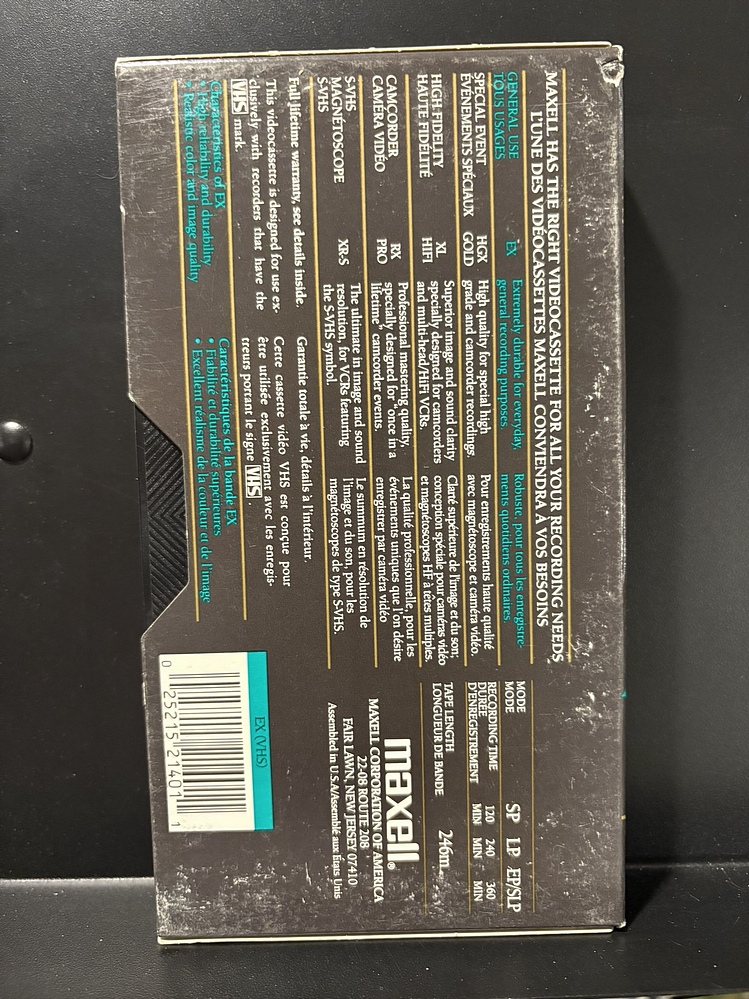 MAXELL HAS THE RIGHT VIDEOCASSETTE FOR ALL YOUR RECORDING NEEDS
L'UNE DES VIDÉOCASSETTES MAXELL CONVIENDRA À VOS BESOINS
GENERAL USE
TOUS USAGES
EX
Extremely durable for everyday,
general recording purposes.
Robuste, pour tous les enregistre-
ments quotidiens ordinaires.
SPECIAL EVENT
ÉVÉNEMENTS SPÉCIAUX
HGX
GOLD
High quality for special high
grade and camcorder recordings.
Pour enregistrements haute qualité
avec magnétoscope et caméra vidéo.
HIGH FIDELITY
HAUTE FIDÉLITÉ
XL
HIFI
Superior image and sound clarity
specially designed for camcorders
and multi-head/HiFi VCRs.
Clarté supérieure de l'image et du son;
conception spéciale pour caméras vidéo
et magnétoscopes HF à têtes multiples.
CAMCORDER
CAMÉRA VIDÉO
RX
PRO
Professional mastering quality,
specially designed for "once in a
lifetime" camcorder events.
La qualité professionnelle, pour les
événements uniques que l'on désire
enregistrer par caméra vidéo
S-VHS
MAGNÉTOSCOPE
S-VHS
XR-S
The ultimate in image and sound
resolution, for VCRs featuring
the S-VHS symbol.
Le summum en résolution de
l'image et du son, pour les
magnétoscopes de type S-VHS.
Full lifetime warranty, see details inside.
This videocassette is designed for use ex-
clusively with recorders that have the
VHS mark.
Garantie totale à vie, détails à l'intérieur.
Cette cassette vidéo VHS est conçue pour
être utilisée exclusivement avec les enregis-
treurs portant le signe VHS.
Characteristics of EX
• High reliability and durability
• Realistic color and image quality
Caractéristiques de la bande EX
• Fiabilité et durabilité supérieures
• Excellent réalisme de la couleur et de l'image
MODE
MODE
SP LP EP/SLP
RECORDING TIME
DURÉE
D'ENREGISTREMENT
120 240 360
MIN MIN MIN
TAPE LENGTH
LONGUEUR DE BANDE
246m
maxell®
MAXELL CORPORATION OF AMERICA
22-08 ROUTE 208
FAIR LAWN, NEW JERSEY 07410
Assembled in U.S.A/Assemblé aux États Unis
EX (VHS)
0 25215 21401 1